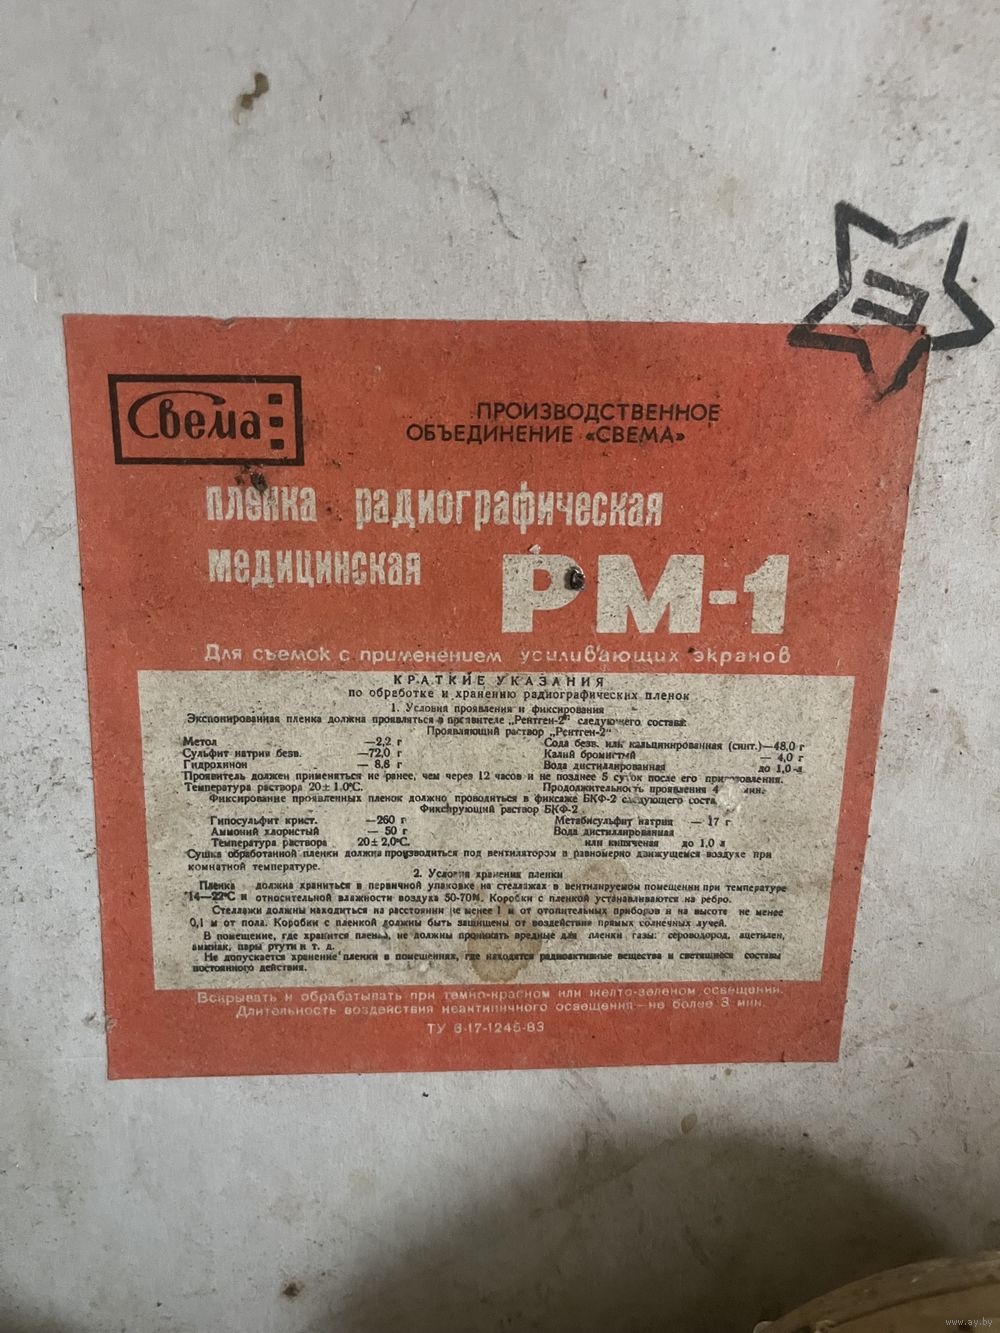 Свема
ПРОИЗВОДСТВЕННОЕ
ОБЪЕДИНЕНИЕ «СВЕМА»
пленка радиографическая
медицинская РМ-1
Для съемок с применением усиливающих экранов
КРАТКИЕ УКАЗАНИЯ
по обработке и хранению радиографических пленок
1. Условия проявления и фиксирования
Экспонированная пленка должна проявляться в проявителе „Рентген-2" следующего состава:
Проявляющий раствор „Рентген-2"
Метол —2,2 г Сода безв. или кальцинированная (синт.)—48,0 г
Сульфит натрия безв. —72,0 г Калий бромистый — 4,0 г
Гидрохинон — 8,8 г Вода дистиллированная до 1,0 л
Проявитель должен применяться не ранее, чем через 12 часов и не позднее 5 суток после его приготовления.
Температура раствора 20± 1.0°С. Продолжительность проявления 4 мин.
Фиксирование проявленных пленок должно проводиться в фиксаже БКФ-2 следующего
Фиксирующий раствор БКФ-2
Гипосульфит крист. —260 г Метабисульфит натрия — 17 г
Аммоний хлористый — 50 г Вода дистиллированная
Температура раствора 20± 2,0°С. или кипяченая до 1,0 л
Сушка обработанной пленки должна производиться под вентилятором в равномерно движущемся воздухе при
комнатной температуре.
2. Условия хранения пленки
Пленка должна храниться в первичной упаковке на стеллажах в вентилируемом помещении при температуре
14—22°С и относительной влажности воздуха 50-70%. Коробки с пленкой устанавливаются на ребро.
Стеллажи должны находиться на расстоянии не менее 1 м от отопительных приборов и на высоте не менее
0,1 м от пола. Коробки с пленкой должны быть защищены от воздействия прямых солнечных лучей.
В помещение, где хранится пленка, не должны проникать вредные для пленки газы: сероводород, ацетилен,
аммиак, пары ртути и т. д.
Не допускается хранение пленки в помещениях, где находятся радиоактивные вещества и светящиеся составы
постоянного действия.
Вскрывать и обрабатывать при темно-красном или желто-зеленом освещении.
Длительность воздействия неактиничного освещения — не более 3 мин.
ТУ 6-17-1245-83
www.ay.by